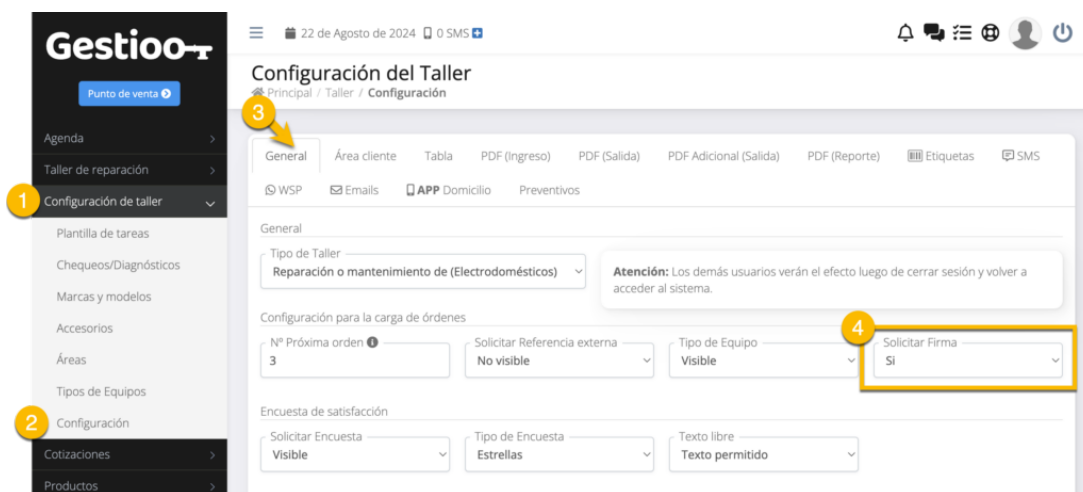 Gestioo
22 de Agosto de 2024 0 SMS
Punto de venta
Configuración del Taller
Principal / Taller / Configuración
3
Agenda
Taller de reparación
1 Configuración de taller
Plantilla de tareas
Chequeos/Diagnósticos
Marcas y modelos
Accesorios
Áreas
Tipos de Equipos
2 Configuración
Cotizaciones
Productos
General Área cliente Tabla PDF (Ingreso) PDF (Salida) PDF Adicional (Salida) PDF (Reporte) Etiquetas SMS
WSP Emails APP Domicilio Preventivos
General
Tipo de Taller
Reparación o mantenimiento de (Electrodomésticos)
Atención: Los demás usuarios verán el efecto luego de cerrar sesión y volver a
acceder al sistema.
Configuración para la carga de órdenes
4
Nº Próxima orden Solicitar Referencia externa Tipo de Equipo Solicitar Firma
3 No visible Visible Si
Encuesta de satisfacción
Solicitar Encuesta Tipo de Encuesta Texto libre
Visible Estrellas Texto permitido